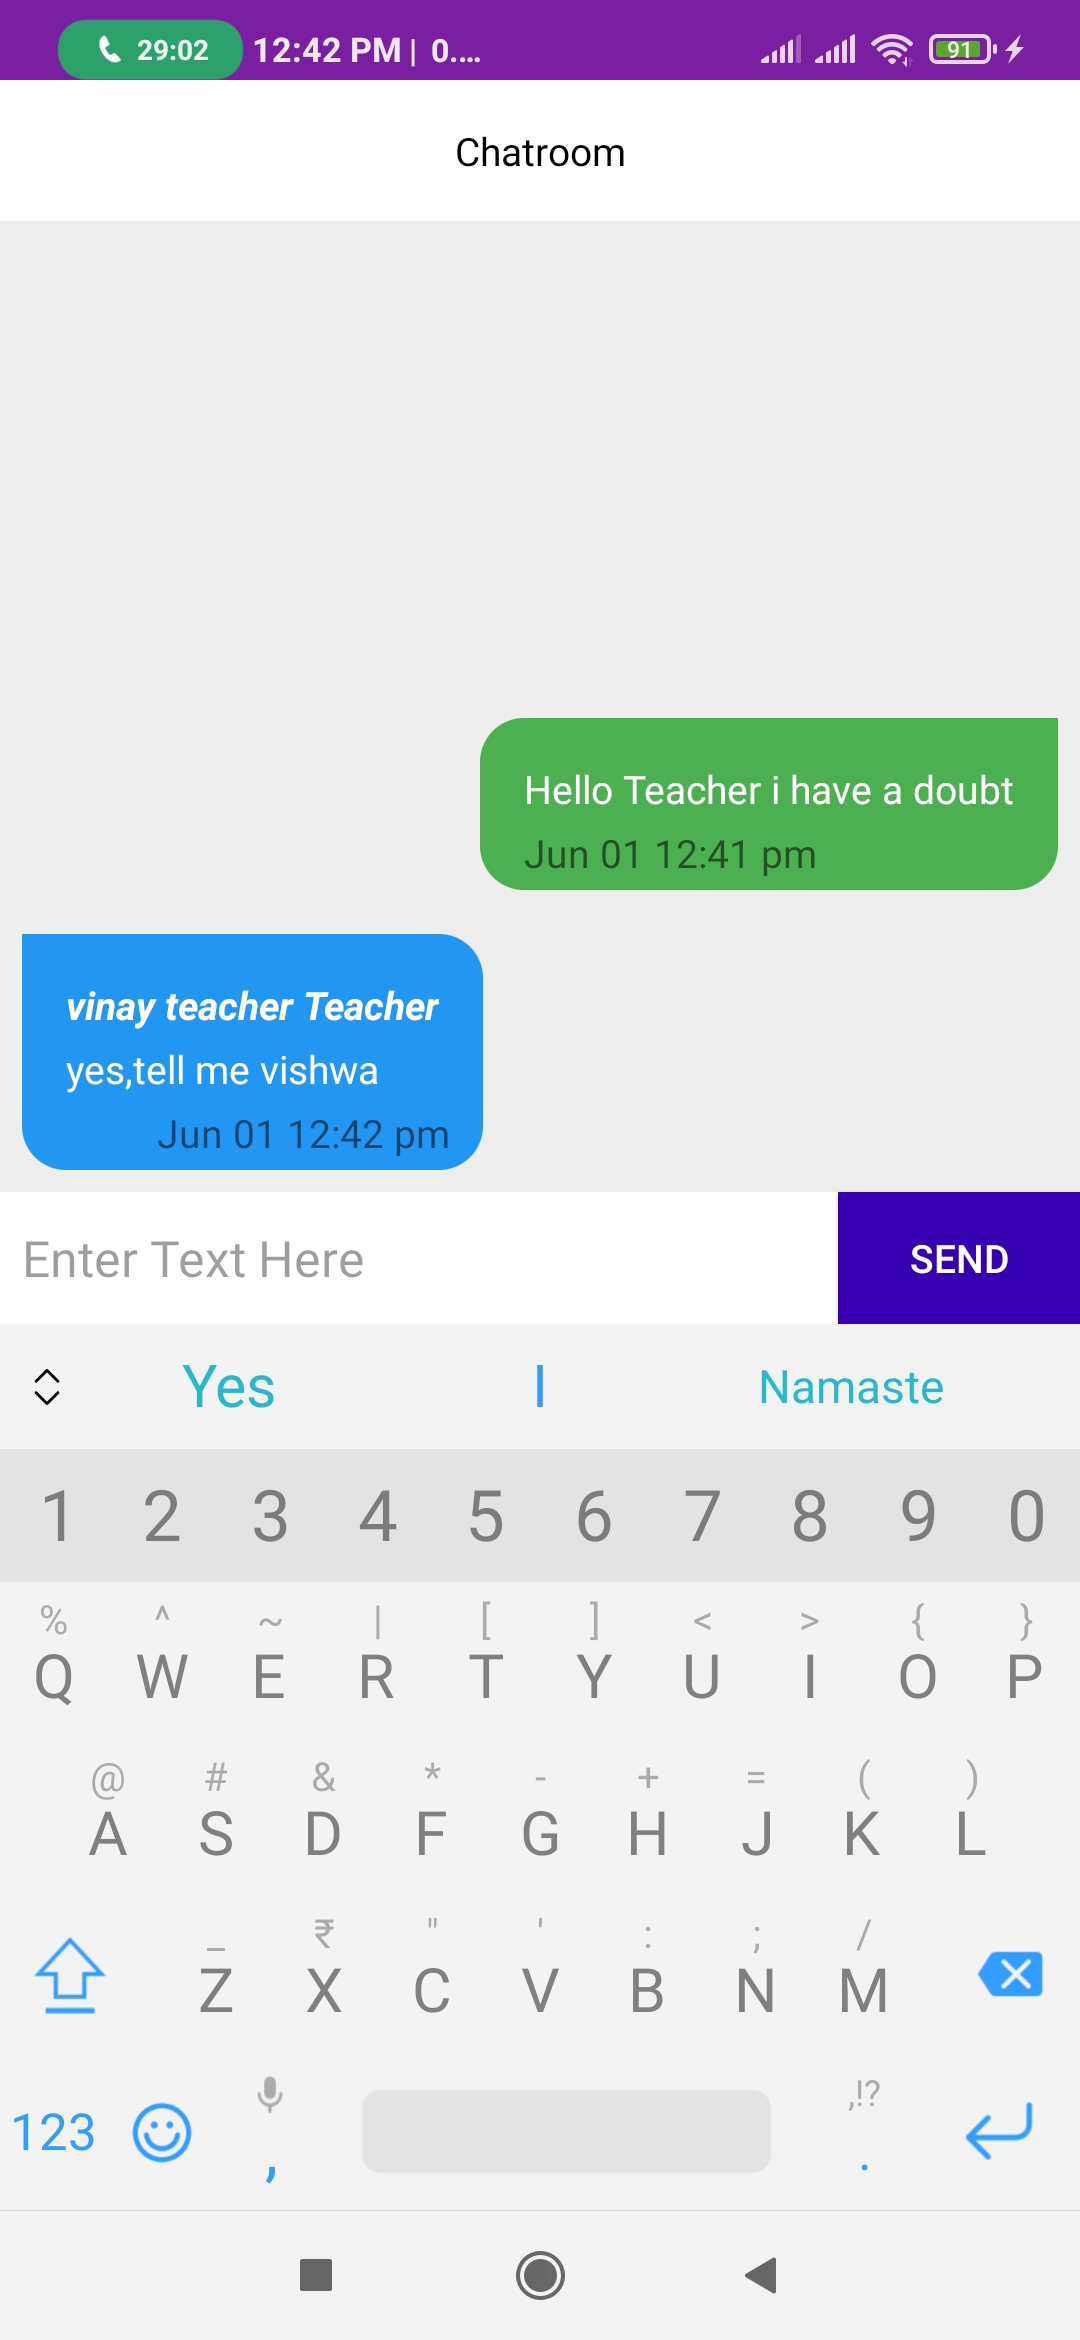 29:02 12:42 PM | 0.... 91
Chatroom
Hello Teacher i have a doubt
Jun 01 12:41 pm
vinay teacher Teacher
yes,tell me vishwa
Jun 01 12:42 pm
Enter Text Here SEND
Yes I Namaste
1 2 3 4 5 6 7 8 9 0
% ^ ~ | [ ] < > { }
Q W E R T Y U I O P
@ # & * - + = ( )
A S D F G H J K L
_ ₹ " ' : ; /
Z X C V B N M
,!?
123 , .